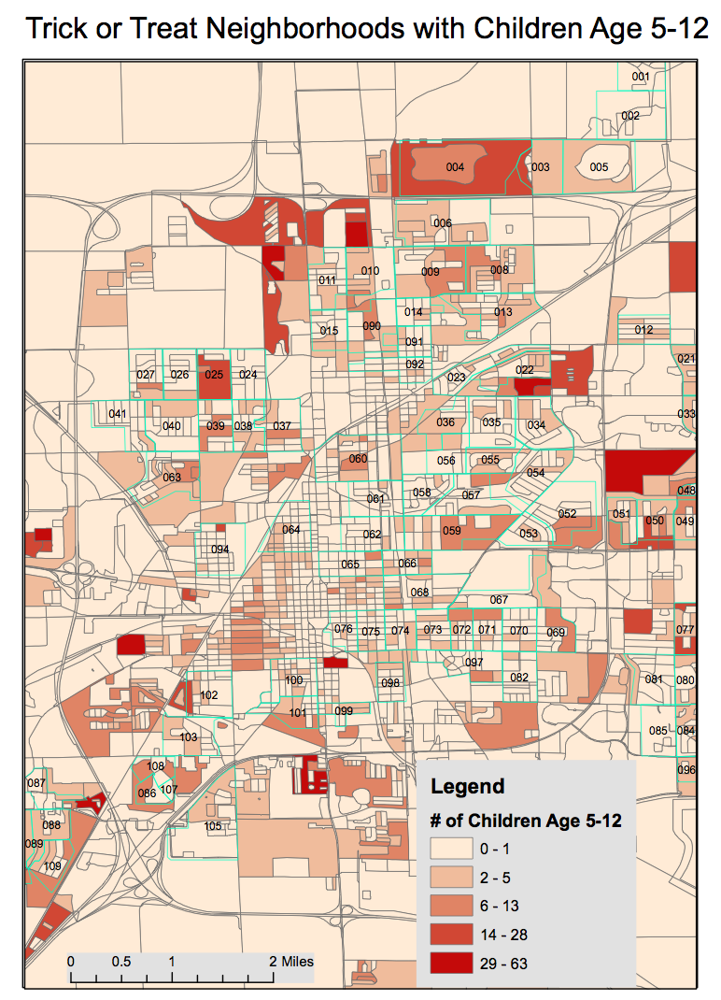 Trick or Treat Neighborhoods with Children Age 5-12
001
002
004 003 005
006
010 009 008
011
014 013
015 090 012
091
092 021
027 026 025 024 023 022
041 033
040 039 038 037 036 035 034
060 056 055
063 054
061 058 057 048
064 052 051 050 049
062 059 053
094
065 066
068 067
076 075 074 073 072 071 070 069 077
097
100 098 082 081 080
102
101 099
103 085 084
108 096
087 086 107
088 105
089
109
Legend
# of Children Age 5-12
0 - 1
2 - 5
6 - 13
14 - 28
29 - 63
0 0.5 1 2 Miles